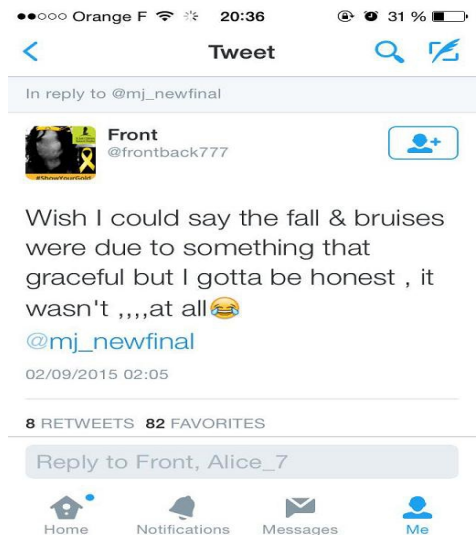 Orange F 20:36 31 %
Tweet
In reply to @mj_newfinal
Front
@frontback777
#ShowYourGold
Wish I could say the fall & bruises
were due to something that
graceful but I gotta be honest , it
wasn't ,,,,at all😂
@mj_newfinal
02/09/2015 02:05
8 RETWEETS 82 FAVORITES
Reply to Front, Alice_7
Home Notifications Messages Me